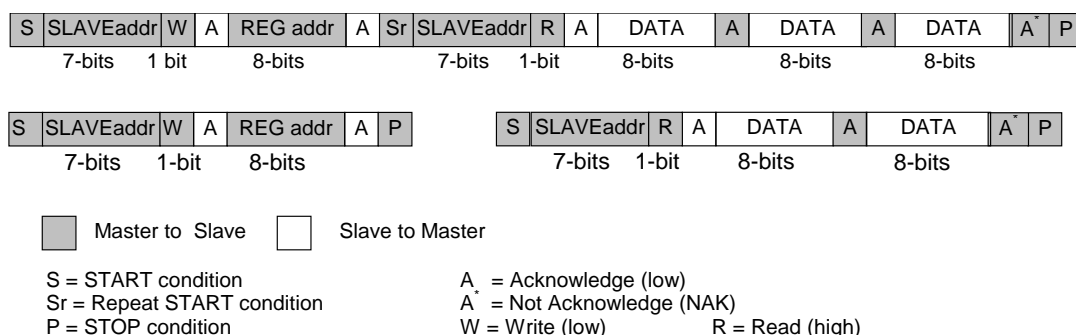 S SLAVEaddr W A REG addr A Sr SLAVEaddr R A DATA A DATA A DATA A* P
7-bits 1 bit 8-bits 7-bits 1-bit 8-bits 8-bits 8-bits
S SLAVEaddr W A REG addr A P
7-bits 1-bit 8-bits
S SLAVEaddr R A DATA A DATA A* P
7-bits 1-bit 8-bits 8-bits
Master to Slave Slave to Master
S = START condition A = Acknowledge (low)
Sr = Repeat START condition A* = Not Acknowledge (NAK)
P = STOP condition W = Write (low) R = Read (high)